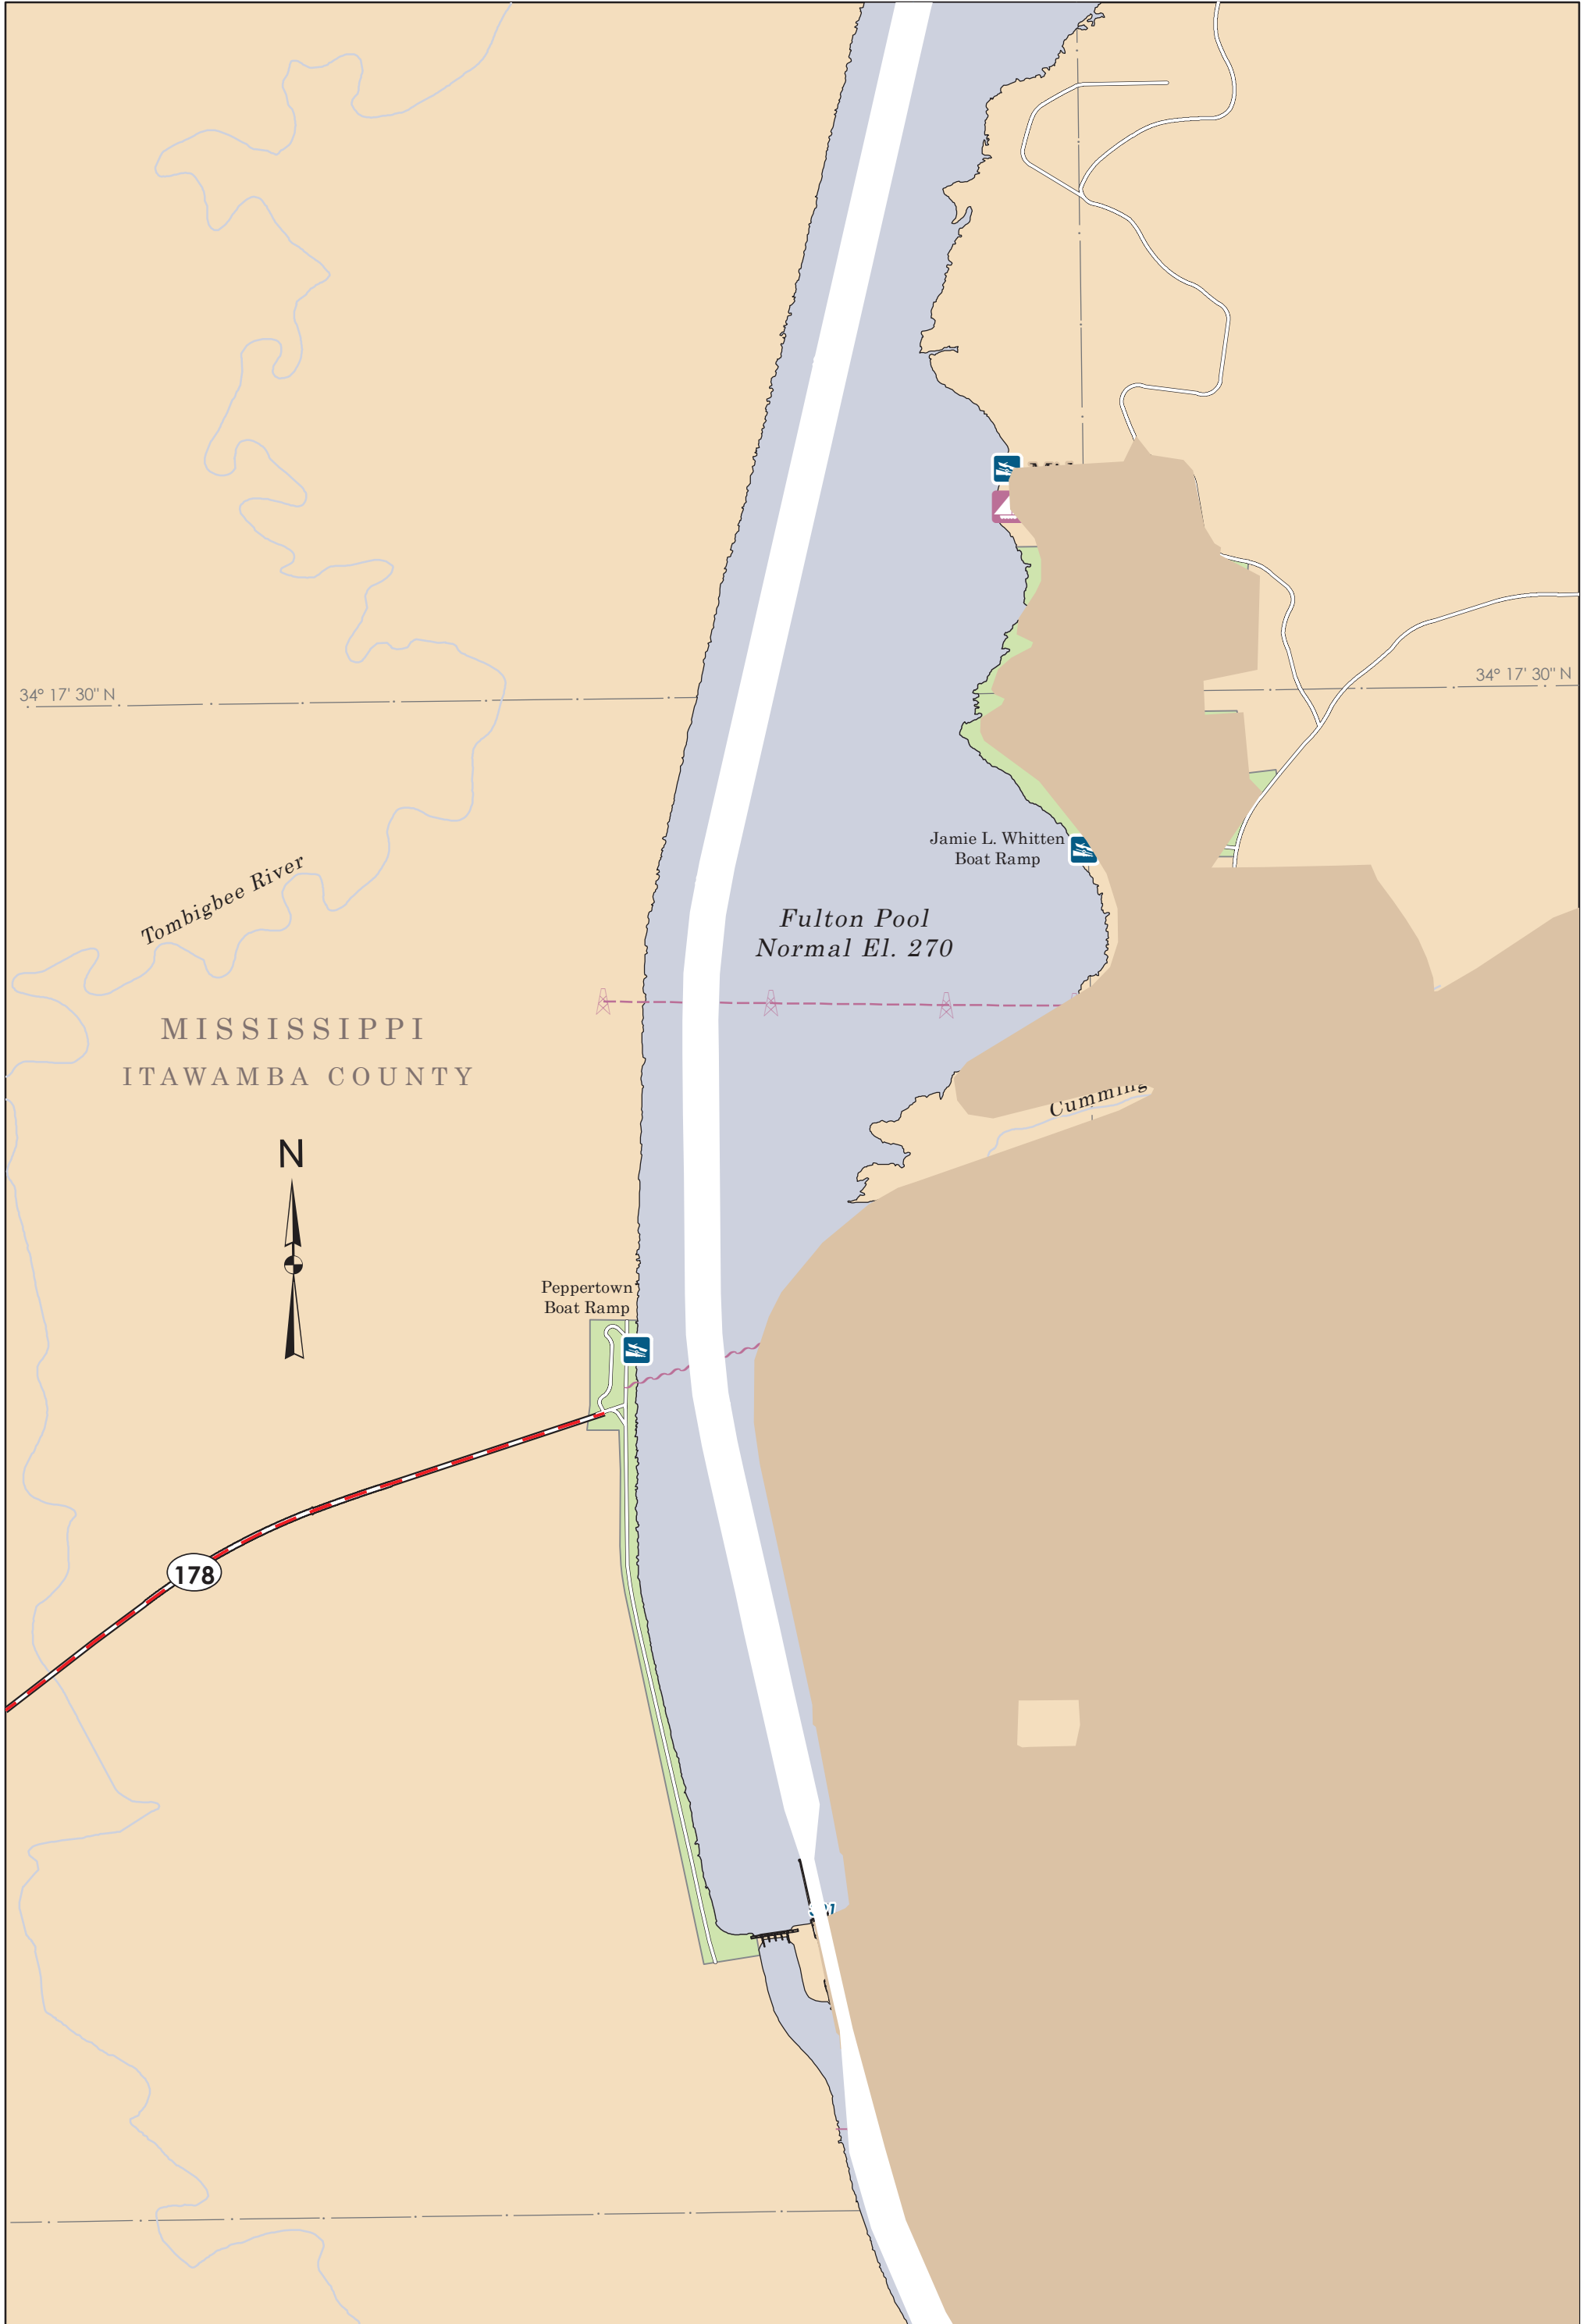 34° 17' 30" N
34° 17' 30" N
Jamie L. Whitten
Boat Ramp
Tombigbee River
Fulton Pool
Normal El. 270
MISSISSIPPI
ITAWAMBA COUNTY
Cumming
N
Peppertown
Boat Ramp
178